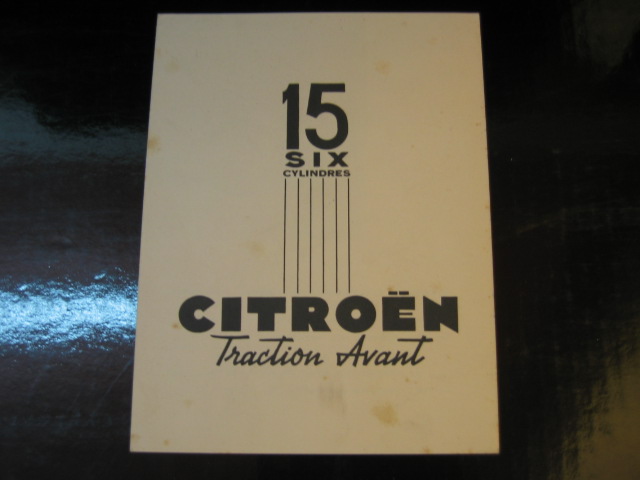 15
SIX
CYLINDRES
CITROËN
Traction Avant